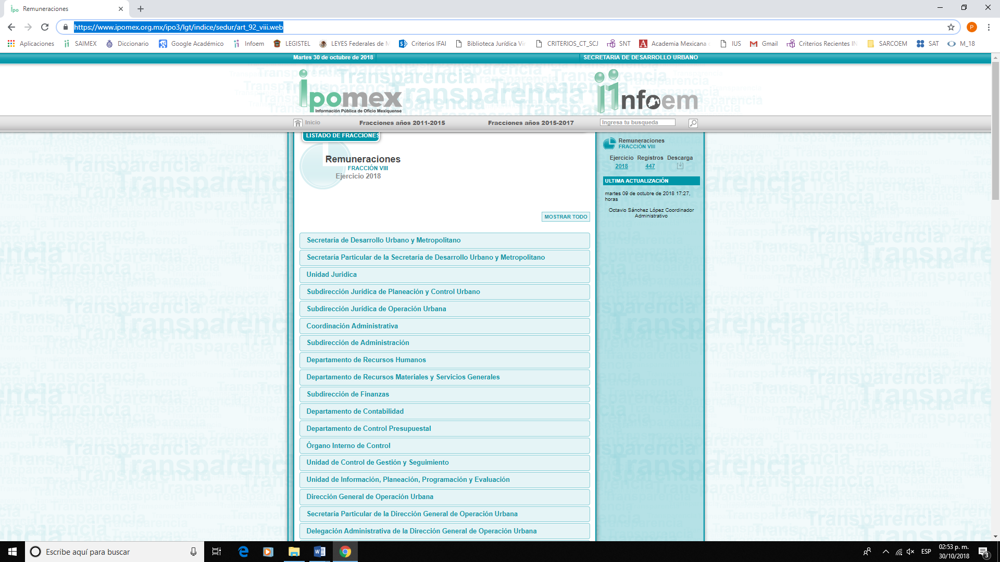 Remuneraciones
https://www.ipomex.org.mx/ipo3/lgt/indice/sedur/art_92_viii.web
P
Aplicaciones SAIMEX Diccionario Google Académico Infoem LEGISTEL LEYES Federales de M Criterios IFAI Biblioteca Jurídica Vi CRITERIOS_CT_SCJ SNT Academia Mexicana IUS Gmail Criterios Recientes IN SARCOEM SAT M_18
Martes 30 de octubre de 2018 SECRETARIA DE DESARROLLO URBANO
Transparencia
ipomex
Información Pública de Oficio Mexiquense
infoem
Inicio Fracciones años 2011-2015 Fracciones años 2015-2017 Ingresa tu busqueda
LISTADO DE FRACCIONES
Remuneraciones
FRACCIÓN VIII
Ejercicio 2018
MOSTRAR TODO
Secretaría de Desarrollo Urbano y Metropolitano
Secretaría Particular de la Secretaría de Desarrollo Urbano y Metropolitano
Unidad Juridica
Subdirección Jurídica de Planeación y Control Urbano
Subdirección Jurídica de Operación Urbana
Coordinación Administrativa
Subdirección de Administración
Departamento de Recursos Humanos
Departamento de Recursos Materiales y Servicios Generales
Subdirección de Finanzas
Departamento de Contabilidad
Departamento de Control Presupuestal
Órgano Interno de Control
Unidad de Control de Gestión y Seguimiento
Unidad de Información, Planeación, Programación y Evaluación
Dirección General de Operación Urbana
Secretaría Particular de la Dirección General de Operación Urbana
Delegación Administrativa de la Dirección General de Operación Urbana
Remuneraciones
FRACCIÓN VIII
Ejercicio Registros Descarga
2018 447
ULTIMA ACTUALIZACIÓN
martes 09 de octubre de 2018 17:27,
horas
Octavio Sánchez López Coordinador
Administrativo
Escribe aquí para buscar
ESP
02:53 p. m.
30/10/2018
3